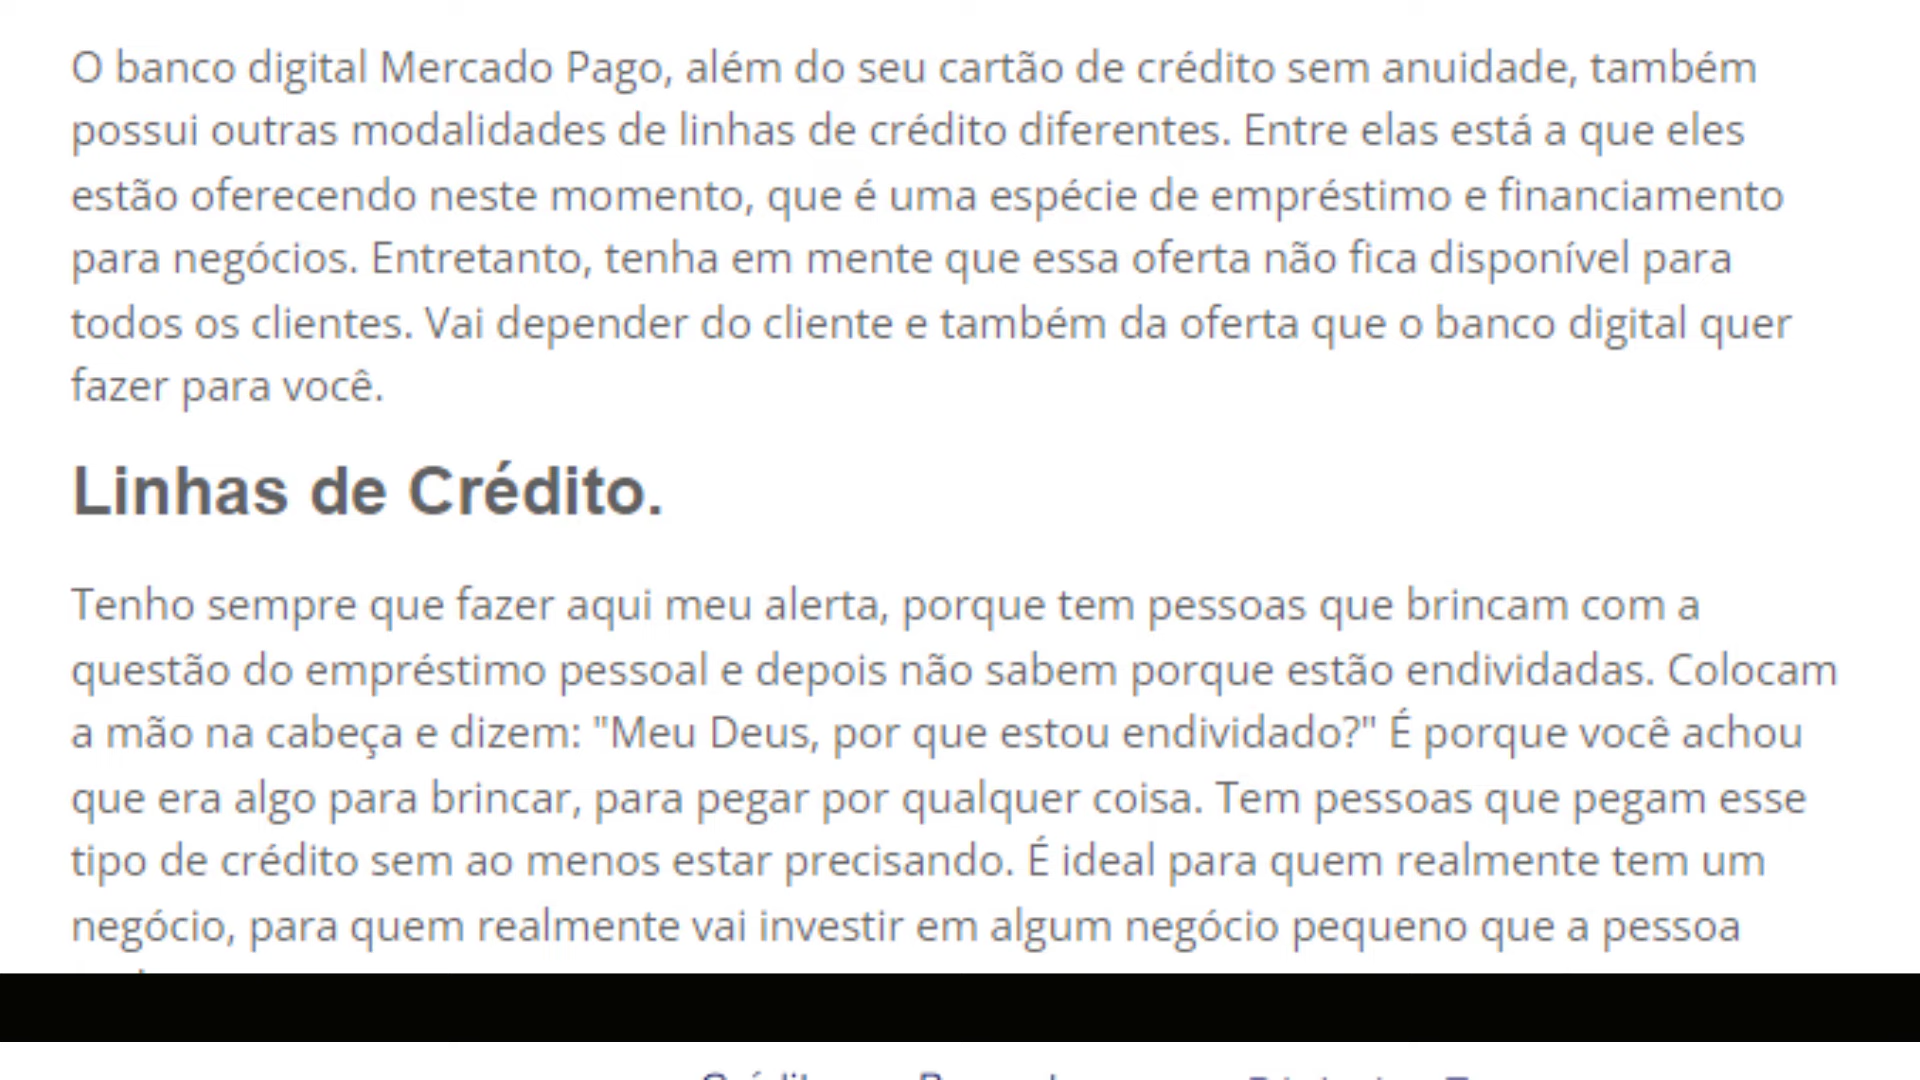 O banco digital Mercado Pago, além do seu cartão de crédito sem anuidade, também
possui outras modalidades de linhas de crédito diferentes. Entre elas está a que eles
estão oferecendo neste momento, que é uma espécie de empréstimo e financiamento
para negócios. Entretanto, tenha em mente que essa oferta não fica disponível para
todos os clientes. Vai depender do cliente e também da oferta que o banco digital quer
fazer para você.
Linhas de Crédito.
Tenho sempre que fazer aqui meu alerta, porque tem pessoas que brincam com a
questão do empréstimo pessoal e depois não sabem porque estão endividadas. Colocam
a mão na cabeça e dizem: "Meu Deus, por que estou endividado?" É porque você achou
que era algo para brincar, para pegar por qualquer coisa. Tem pessoas que pegam esse
tipo de crédito sem ao menos estar precisando. É ideal para quem realmente tem um
negócio, para quem realmente vai investir em algum negócio pequeno que a pessoa